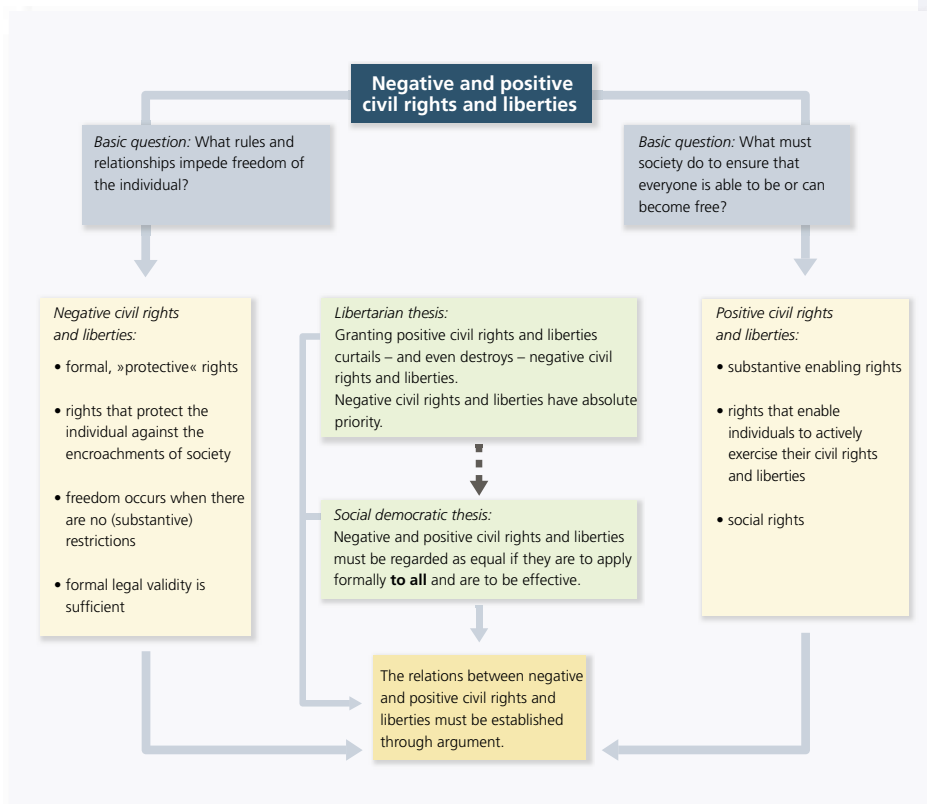 Negative and positive
civil rights and liberties
Basic question: What rules and
relationships impede freedom of
the individual?
Basic question: What must
society do to ensure that
everyone is able to be or can
become free?
Negative civil rights
and liberties:
• formal, »protective« rights
• rights that protect the
individual against the
encroachments of society
• freedom occurs when there
are no (substantive)
restrictions
• formal legal validity is
sufficient
Libertarian thesis:
Granting positive civil rights and liberties
curtails – and even destroys – negative civil
rights and liberties.
Negative civil rights and liberties have absolute
priority.
Social democratic thesis:
Negative and positive civil rights and liberties
must be regarded as equal if they are to apply
formally to all and are to be effective.
Positive civil rights
and liberties:
• substantive enabling rights
• rights that enable
individuals to actively
exercise their civil rights
and liberties
• social rights
The relations between negative
and positive civil rights and
liberties must be established
through argument.